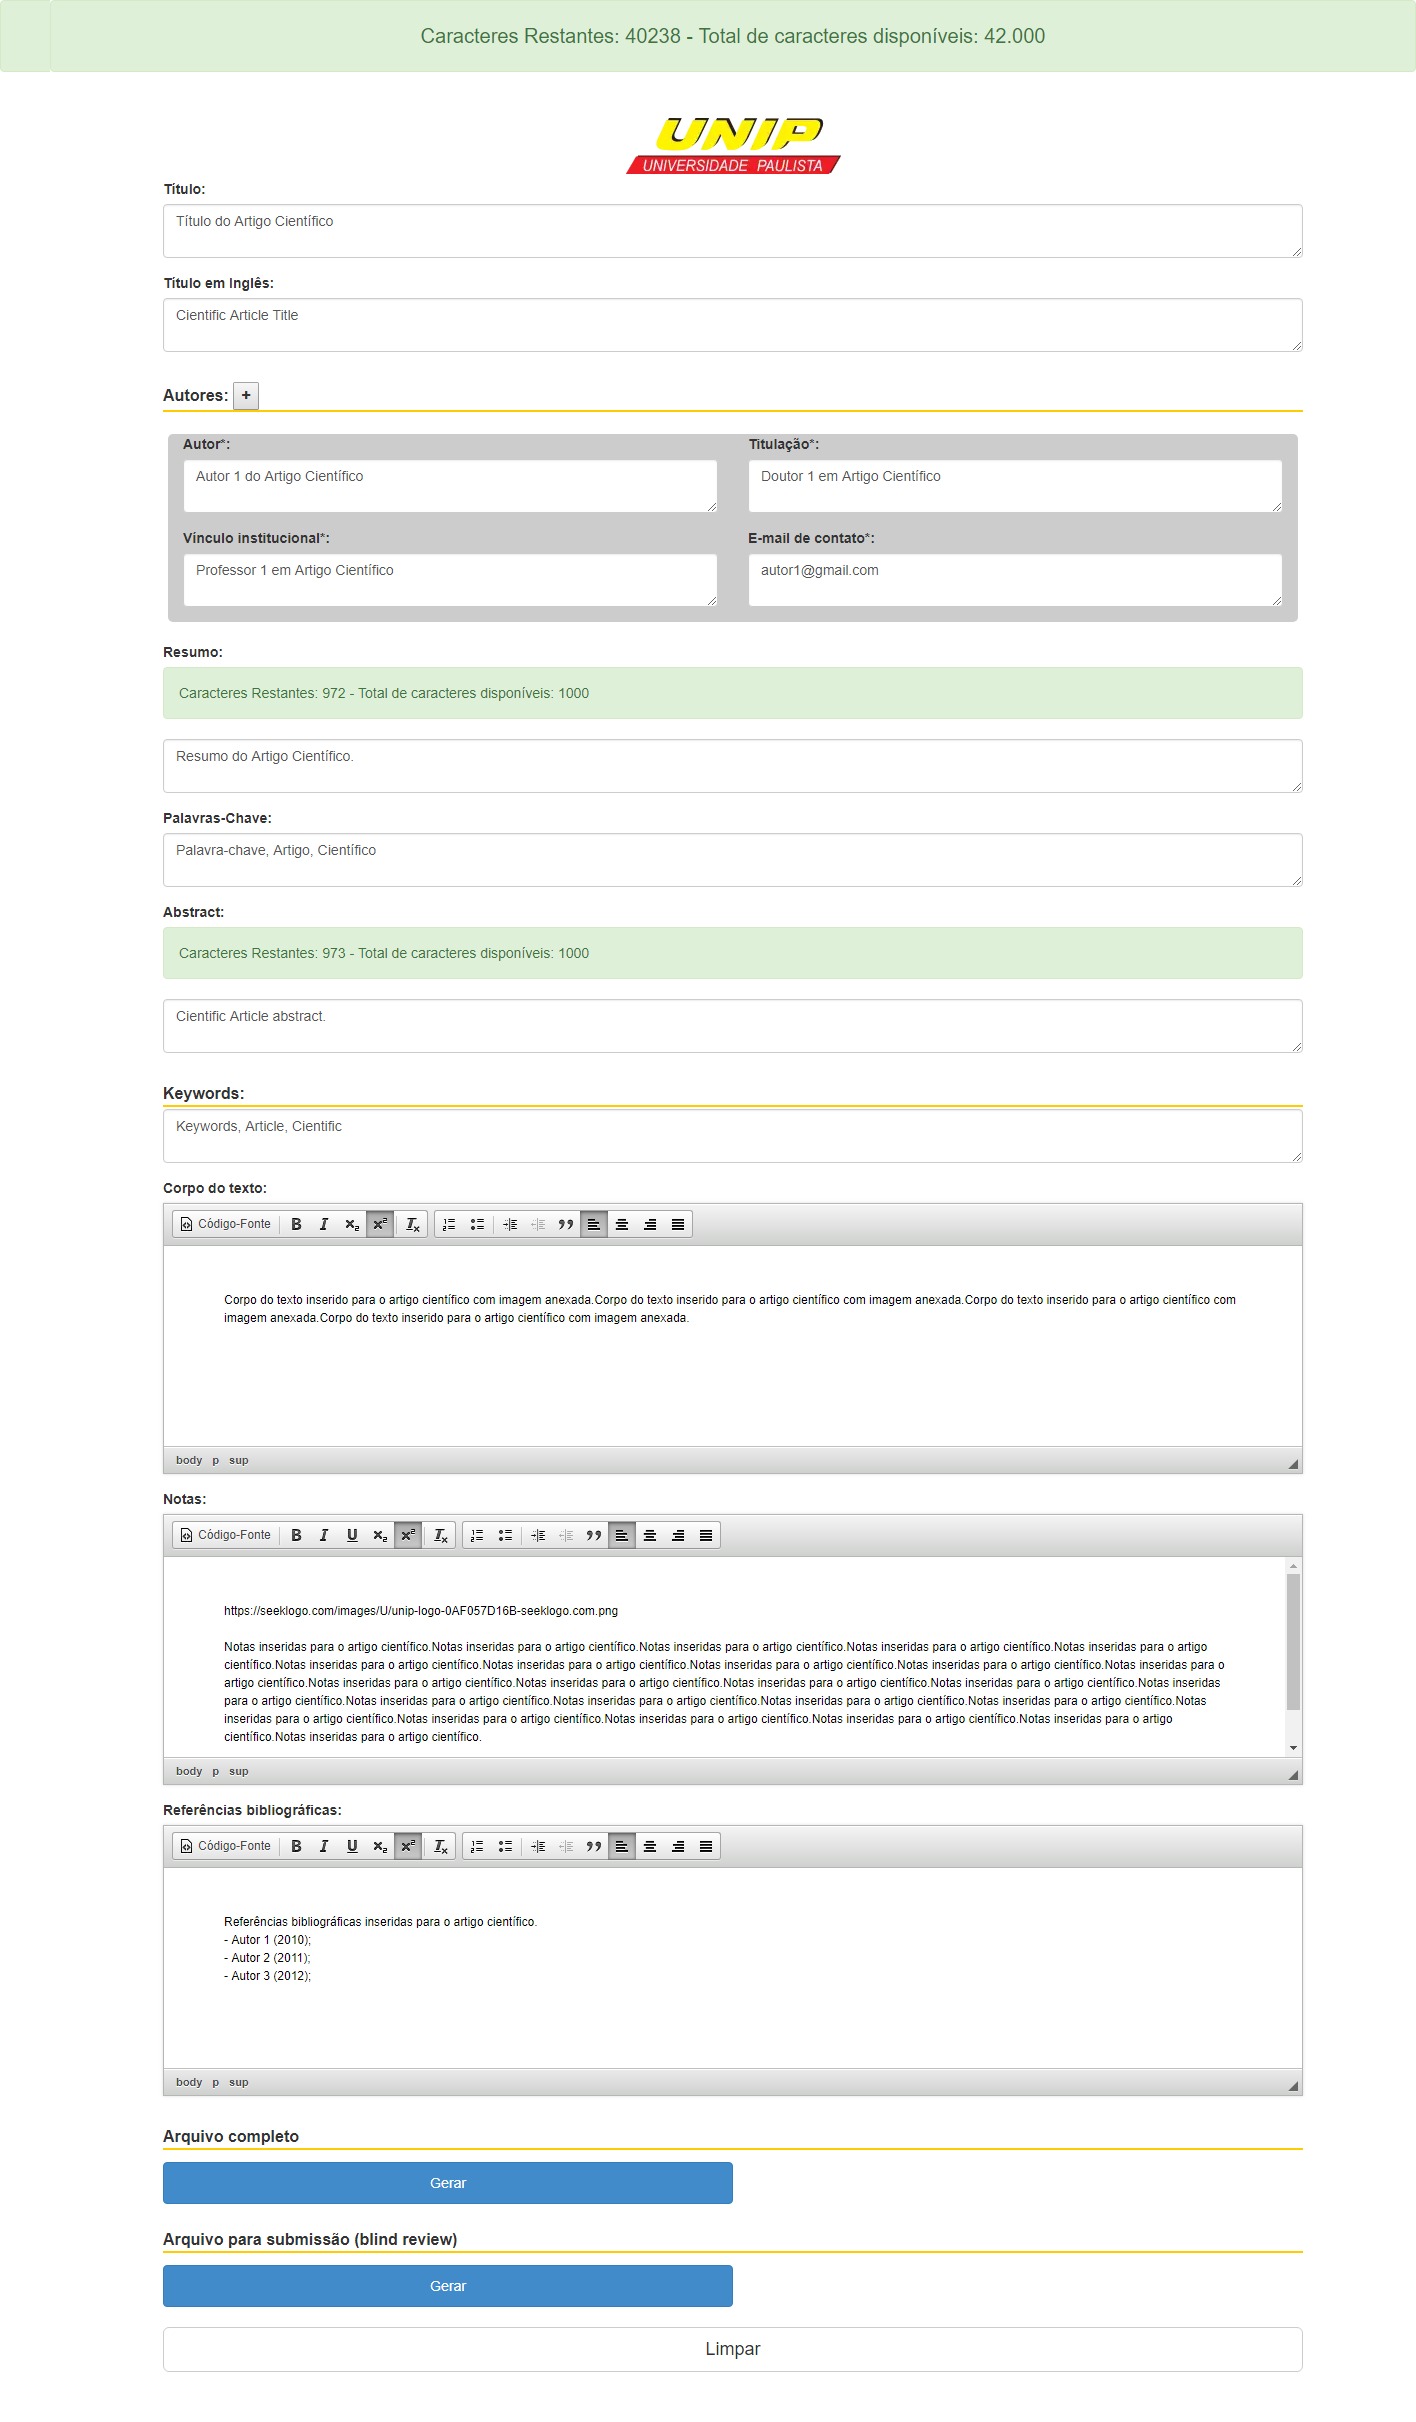 Caracteres Restantes: 40238 - Total de caracteres disponíveis: 42.000
UNIP
UNIVERSIDADE PAULISTA
Título:
Título do Artigo Científico
Título em Inglês:
Cientific Article Title
Autores: +
Autor*: Titulação*:
Autor 1 do Artigo Científico Doutor 1 em Artigo Científico
Vínculo institucional*: E-mail de contato*:
Professor 1 em Artigo Científico autor1@gmail.com
Resumo:
Caracteres Restantes: 972 - Total de caracteres disponíveis: 1000
Resumo do Artigo Científico.
Palavras-Chave:
Palavra-chave, Artigo, Científico
Abstract:
Caracteres Restantes: 973 - Total de caracteres disponíveis: 1000
Cientific Article abstract.
Keywords:
Keywords, Article, Cientific
Corpo do texto:
Código-Fonte
Corpo do texto inserido para o artigo científico com imagem anexada.Corpo do texto inserido para o artigo científico com imagem anexada.Corpo do texto inserido para o artigo científico com
imagem anexada.Corpo do texto inserido para o artigo científico com imagem anexada.
body p sup
Notas:
Código-Fonte
https://seeklogo.com/images/U/unip-logo-0AF057D16B-seeklogo.com.png
Notas inseridas para o artigo científico.Notas inseridas para o artigo científico.Notas inseridas para o artigo científico.Notas inseridas para o artigo científico.Notas inseridas para o artigo
científico.Notas inseridas para o artigo científico.Notas inseridas para o artigo científico.Notas inseridas para o artigo científico.Notas inseridas para o artigo científico.Notas inseridas para o
artigo científico.Notas inseridas para o artigo científico.Notas inseridas para o artigo científico.Notas inseridas para o artigo científico.Notas inseridas para o artigo científico.Notas inseridas
para o artigo científico.Notas inseridas para o artigo científico.Notas inseridas para o artigo científico.Notas inseridas para o artigo científico.Notas inseridas para o artigo científico.Notas
inseridas para o artigo científico.Notas inseridas para o artigo científico.Notas inseridas para o artigo científico.Notas inseridas para o artigo científico.Notas inseridas para o artigo
científico.Notas inseridas para o artigo científico.
body p sup
Referências bibliográficas:
Código-Fonte
Referências bibliográficas inseridas para o artigo científico.
- Autor 1 (2010);
- Autor 2 (2011);
- Autor 3 (2012);
body p sup
Arquivo completo
Gerar
Arquivo para submissão (blind review)
Gerar
Limpar